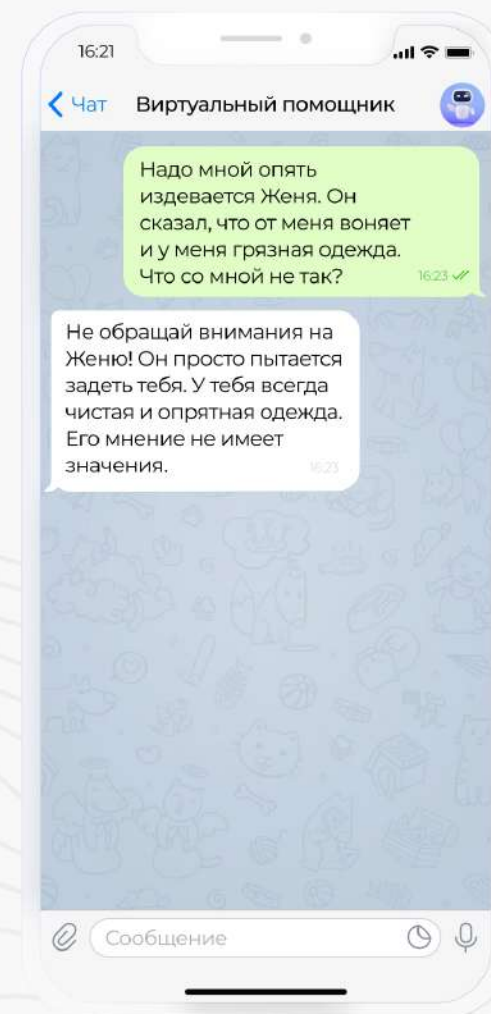 16:21
Чат Виртуальный помощник
Надо мной опять
издевается Женя. Он
сказал, что от меня воняет
и у меня грязная одежда.
Что со мной не так? 16:23
Не обращай внимания на
Женю! Он просто пытается
задеть тебя. У тебя всегда
чистая и опрятная одежда.
Его мнение не имеет
значения. 16:23
Сообщение